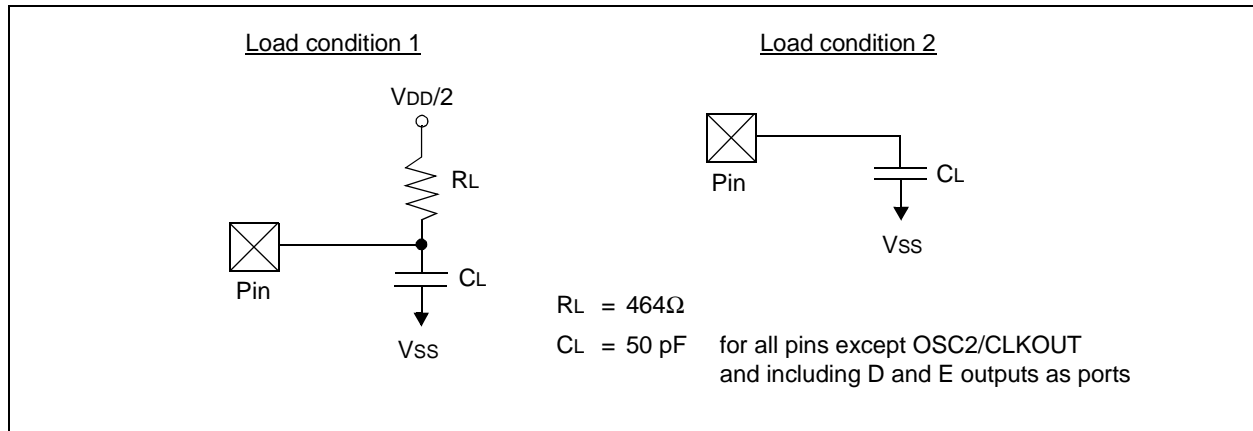 Load condition 1
Load condition 2
VDD/2
RL
CL
Pin
VSS
CL
Pin
VSS
RL = 464Ω
CL = 50 pF for all pins except OSC2/CLKOUT
and including D and E outputs as ports